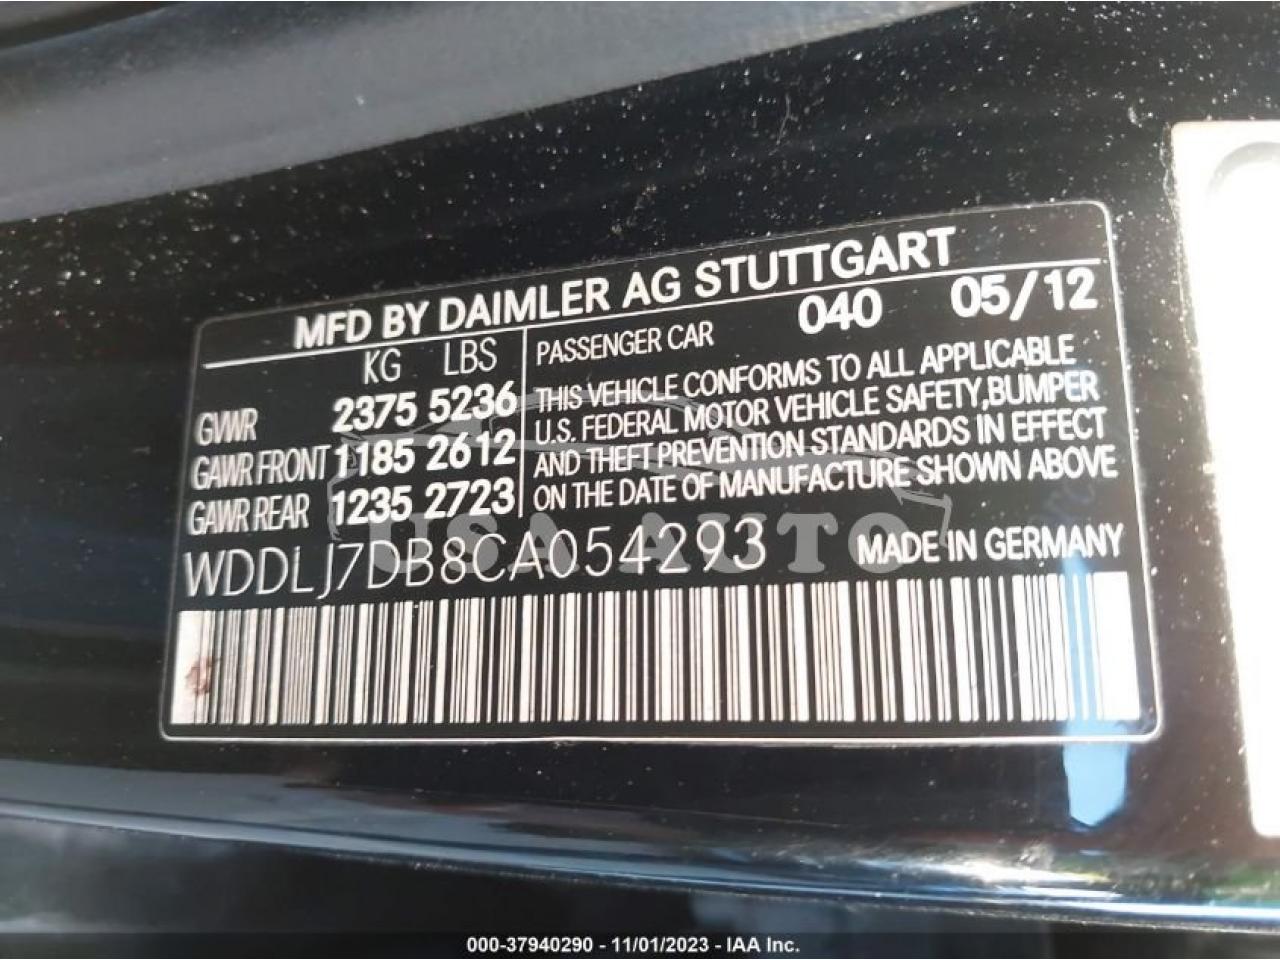 MFD BY DAIMLER AG STUTTGART
KG LBS
PASSENGER CAR 040 05/12
GVWR 2375 5236
GAWR FRONT 1185 2612
GAWR REAR 1235 2723
THIS VEHICLE CONFORMS TO ALL APPLICABLE
U.S. FEDERAL MOTOR VEHICLE SAFETY,BUMPER
AND THEFT PREVENTION STANDARDS IN EFFECT
ON THE DATE OF MANUFACTURE SHOWN ABOVE
USA AUTO
WDDLJ7DB8CA054293 MADE IN GERMANY
000-37940290 - 11/01/2023 - IAA Inc.